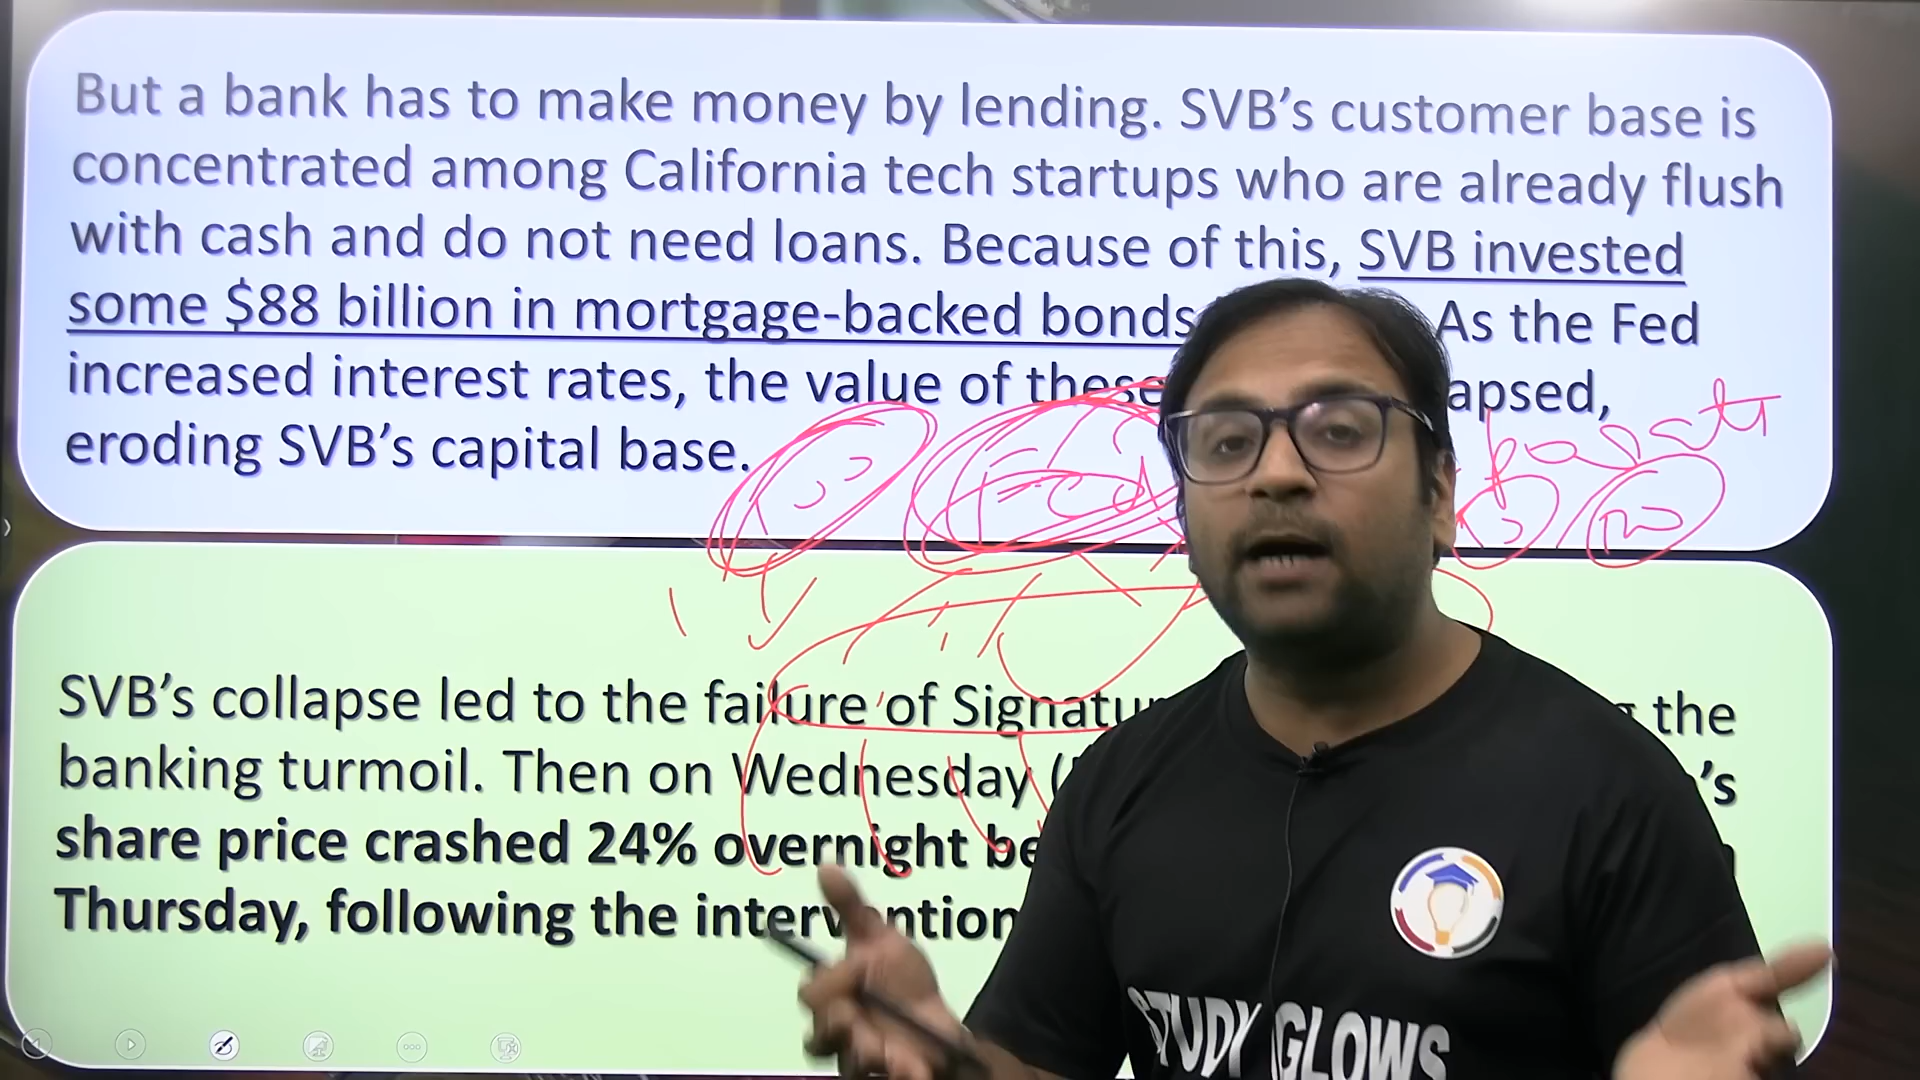 But a bank has to make money by lending. SVB’s customer base is
concentrated among California tech startups who are already flush
with cash and do not need loans. Because of this, SVB invested
some $88 billion in mortgage-backed bonds As the Fed
increased interest rates, the value of these apsed,
eroding SVB’s capital base.
Fed
SVB’s collapse led to the failure of Signatur the
banking turmoil. Then on Wednesday ( ’s
share price crashed 24% overnight be
Thursday, following the intervention
STUDY GLOWS